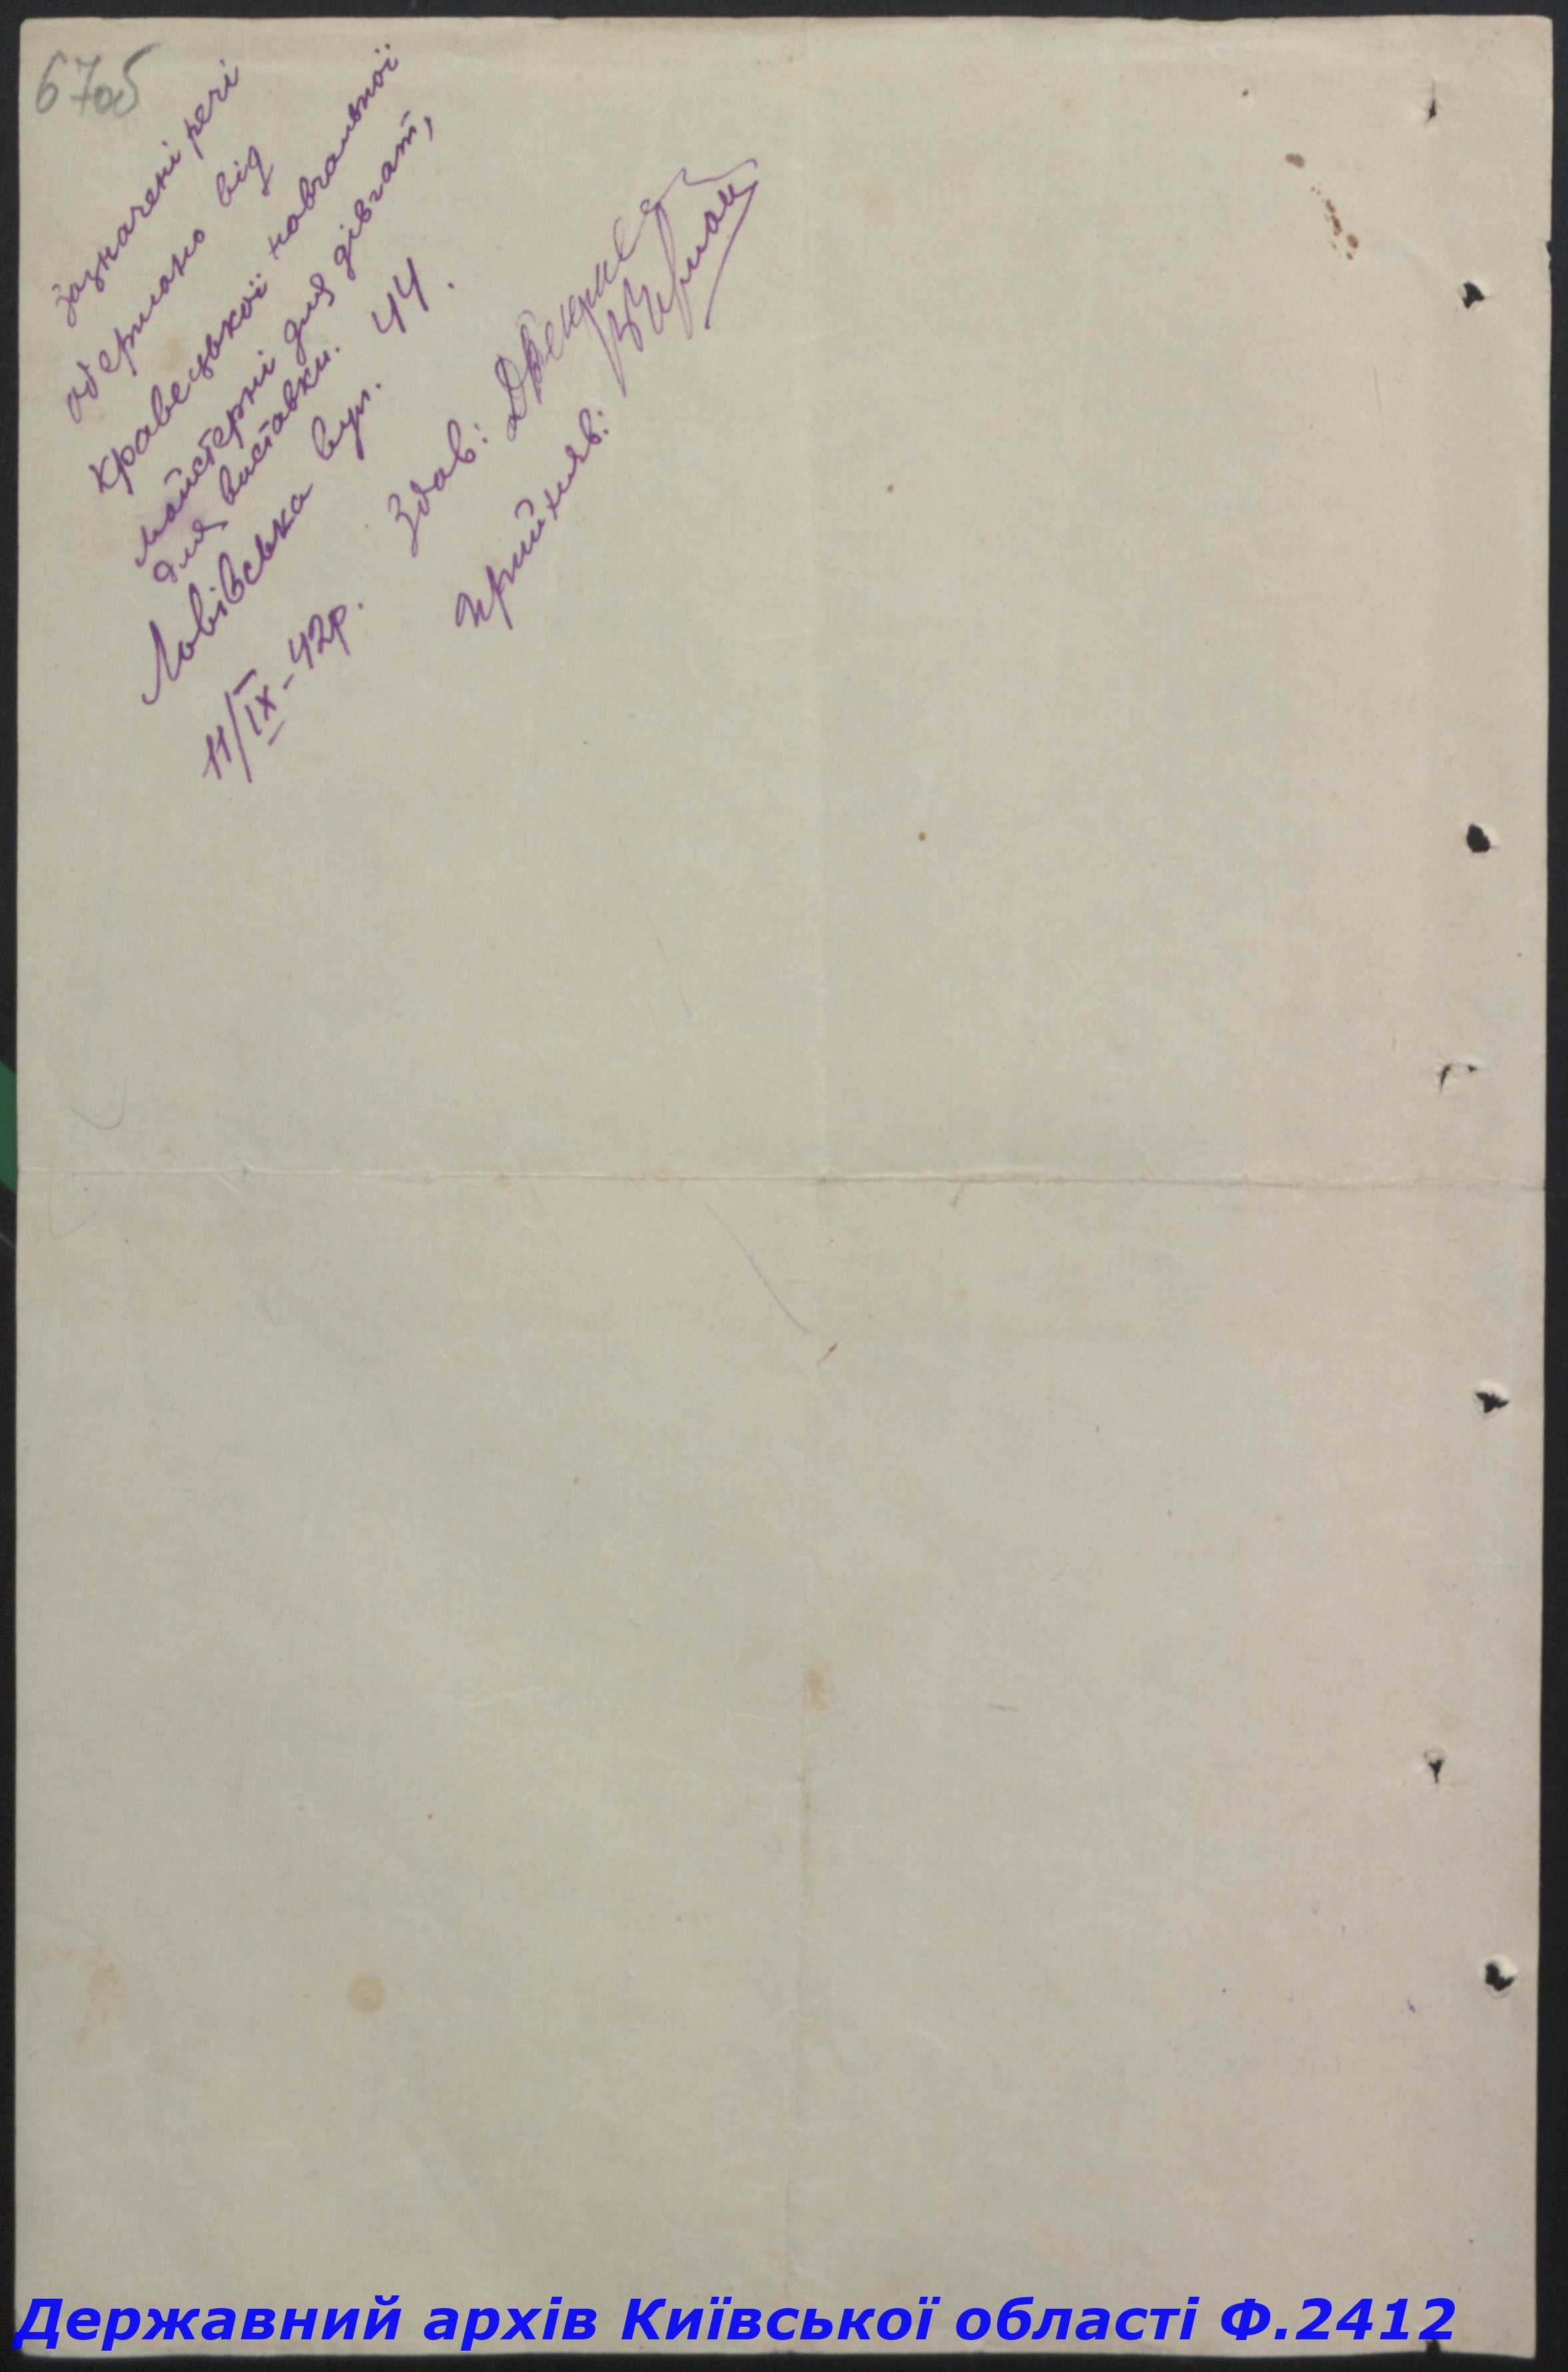 67об
зазначені речі
одержано від
кравецької навчальної
майстерні для дівчат,
для виставки.
Львівська вул. 44.
11/IX-42р.
Здав:
Прийняв:
Державний архів Київської області Ф.2412